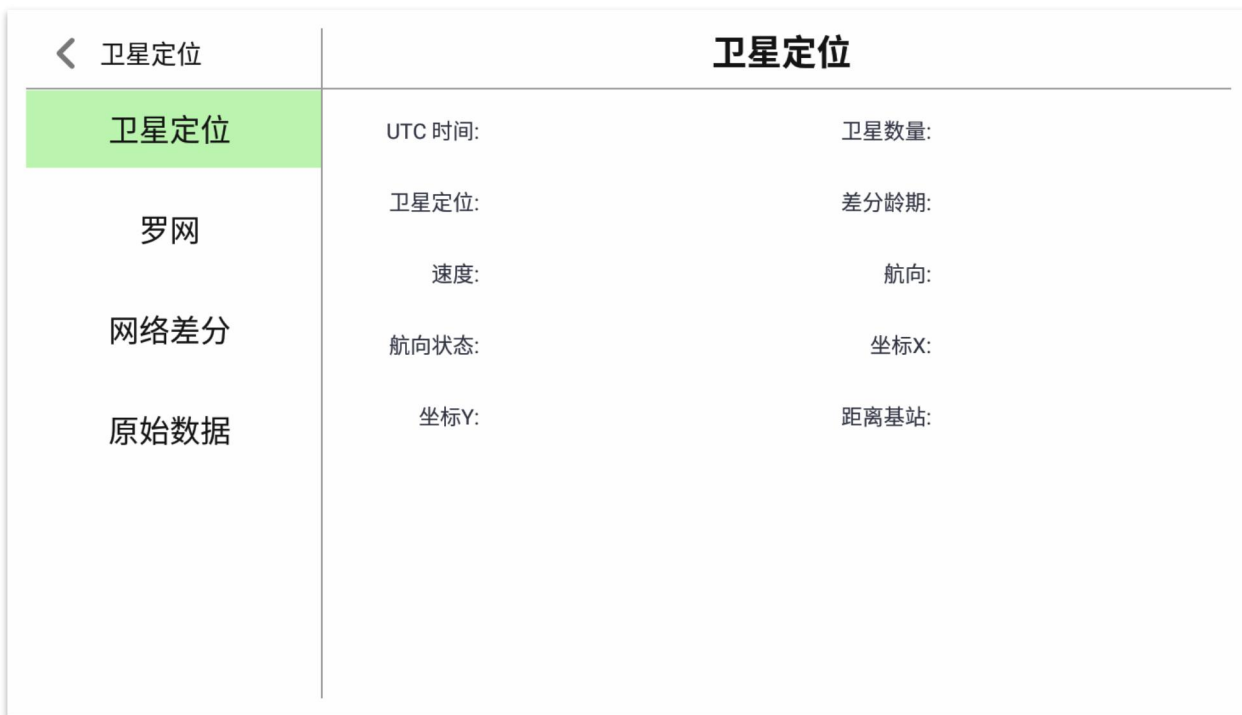 卫星定位
卫星定位
卫星定位
罗网
网络差分
原始数据
UTC 时间:
卫星数量:
卫星定位:
差分龄期:
速度:
航向:
航向状态:
坐标X:
坐标Y:
距离基站: